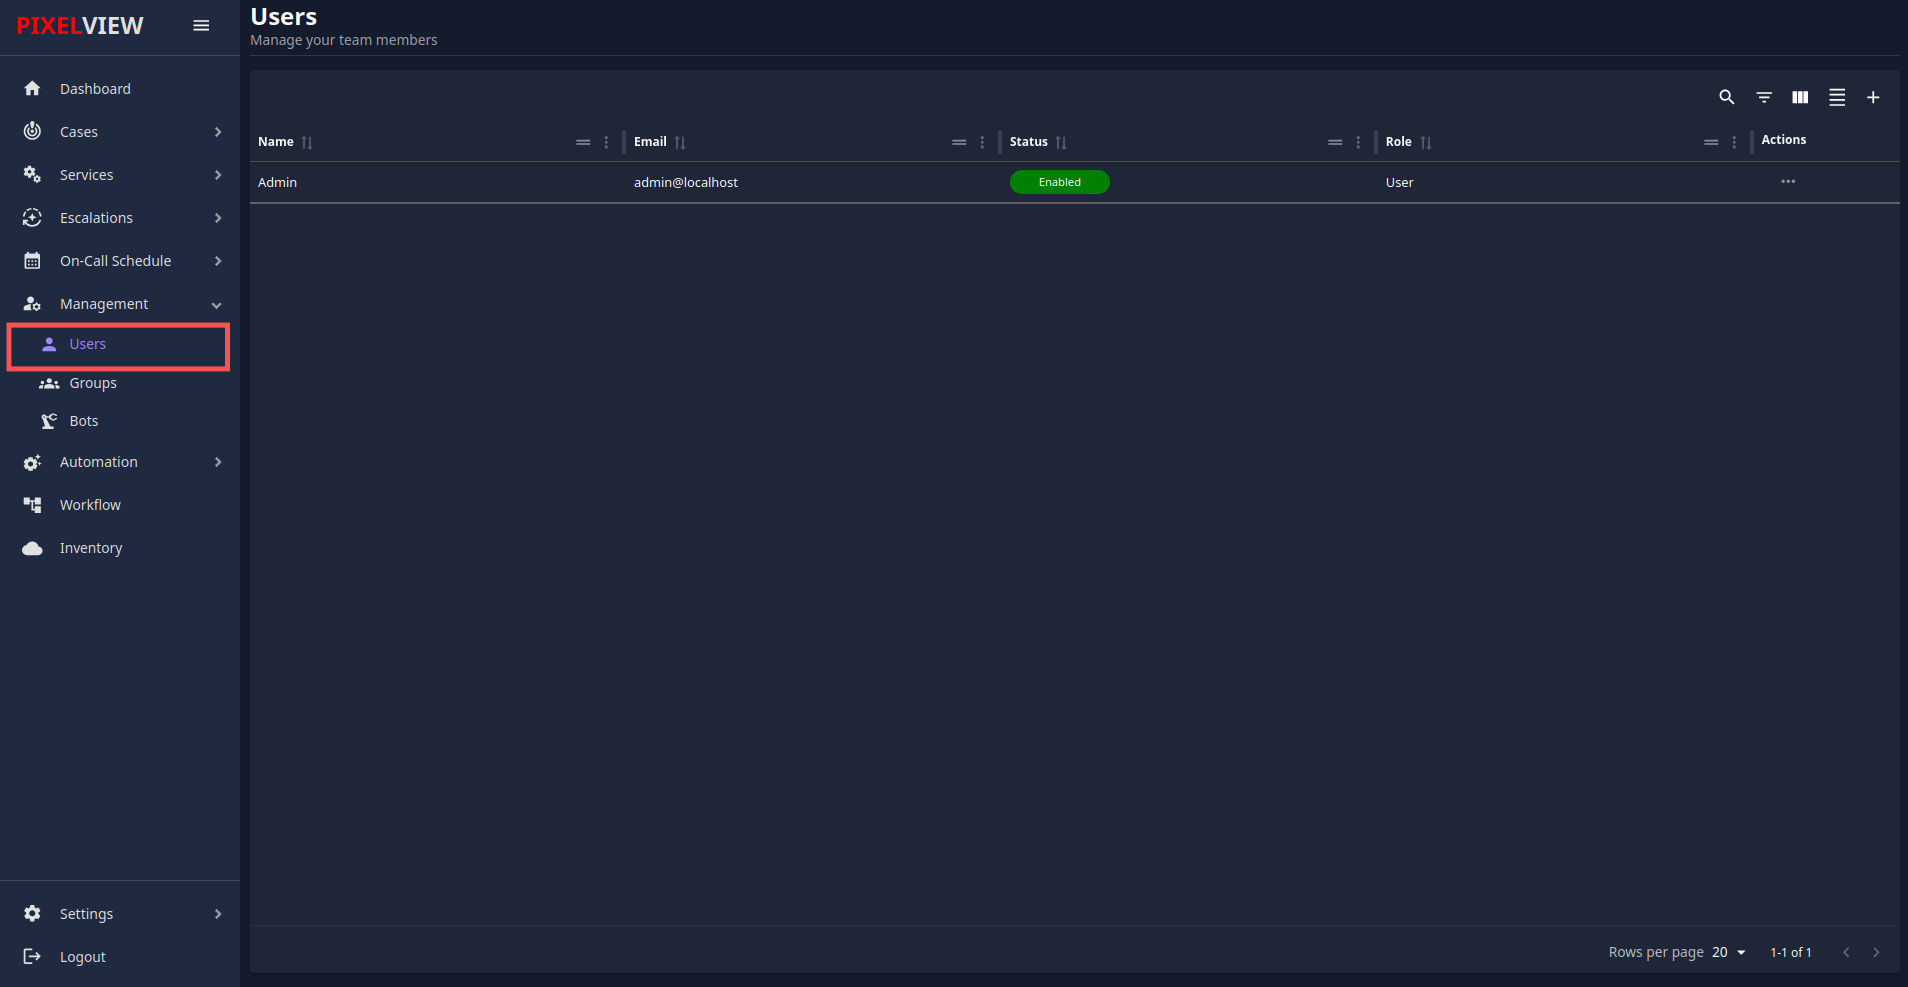 PIXELVIEW
Dashboard
Cases
Services
Escalations
On-Call Schedule
Management
Users
Groups
Bots
Automation
Workflow
Inventory
Settings
Logout
Users
Manage your team members
Name Email Status Role Actions
Admin admin@localhost Enabled User
Rows per page 20 1-1 of 1